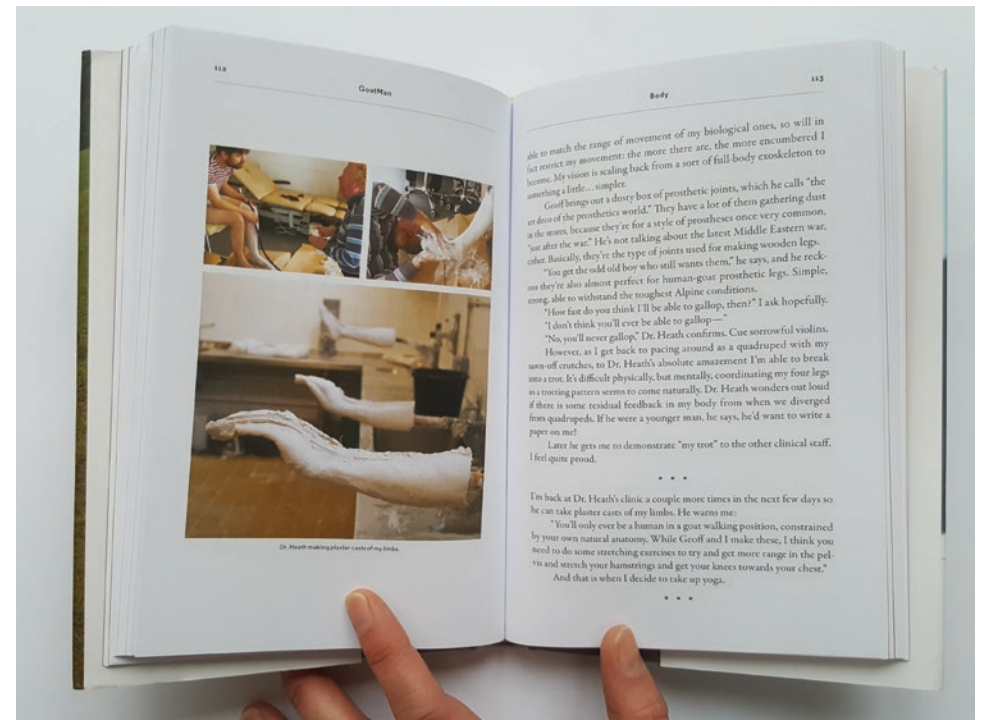 112
GoatMan
Dr. Heath making plaster casts of my limbs.
113
Body
able to match the range of movement of my biological ones, so will in
fact restrict my movement: the more there are, the more encumbered I
become. My vision is scaling back from a sort of full-body exoskeleton to
something a little…simpler.
Geoff beings out a dusty box of prosthetic joints, which he calls “the
art deco of the prosthetics world.” They have a lot of them gathering dust
in the stores, because they’re for a style of prostheses once very common,
“just after the war.” He’s not talking about the latest Middle Eastern war,
either. Basically, they’re the type of joints used for making wooden legs.
“You get the odd old boy who still wants them,” he says, and he reck-
ons they’re also almost perfect for human-goat prosthetic legs. Simple,
strong, able to withstand the toughest Alpine conditions.
“How fast do you think I’ll be able to gallop, then?” I ask hopefully.
“I don’t think you’ll ever be able to gallop—”
“No, you’ll never gallop,” Dr. Heath confirms. Cue sorrowful violins.
However, as I get back to pacing around as a quadruped with my
sawn-off crutches, to Dr. Heath’s absolute amazement I’m able to break
into a trot. It’s difficult physically, but mentally, coordinating my four legs
in a trotting pattern seems to come naturally. Dr. Heath wonders out loud
if there is some residual feedback in my body from when we diverged
from quadrupeds. If he were a younger man, he says, he’d want to write a
paper on me!
Later he gets me to demonstrate “my trot” to the other clinical staff.
I feel quite proud.
• • •
I’m back at Dr. Heath’s clinic a couple more times in the next few days so
he can take plaster casts of my limbs. He warns me:
“You’ll only ever be a human in a goat walking position, constrained
by your own natural anatomy. While Geoff and I make these, I think you
need to do some stretching exercises to try and get more range in the pel-
vis and stretch your hamstrings and get your knees towards your chest.”
And that is when I decide to take up yoga.
• • •